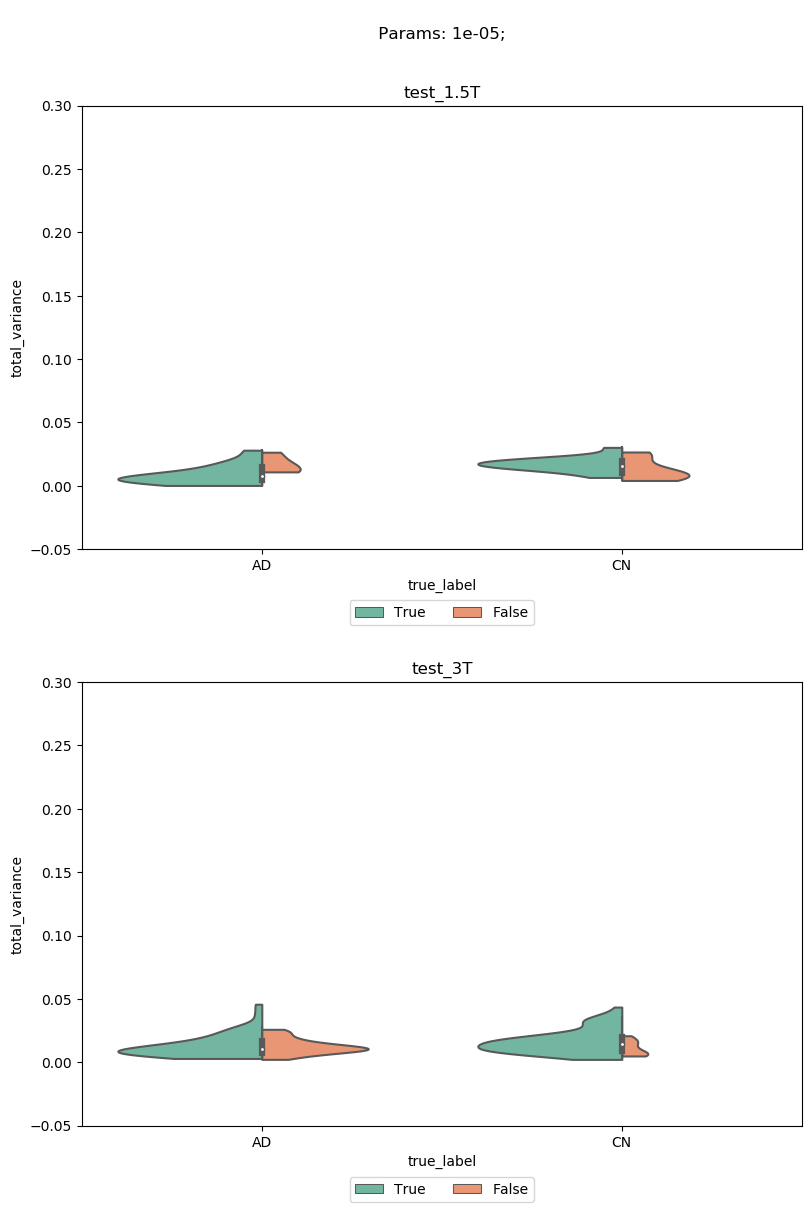 Params: 1e-05;
test_1.5T
0.30
0.25
0.20
0.15
0.10
0.05
0.00
−0.05
total_variance
AD CN
true_label
True False
test_3T
0.30
0.25
0.20
0.15
0.10
0.05
0.00
−0.05
total_variance
AD CN
true_label
True False